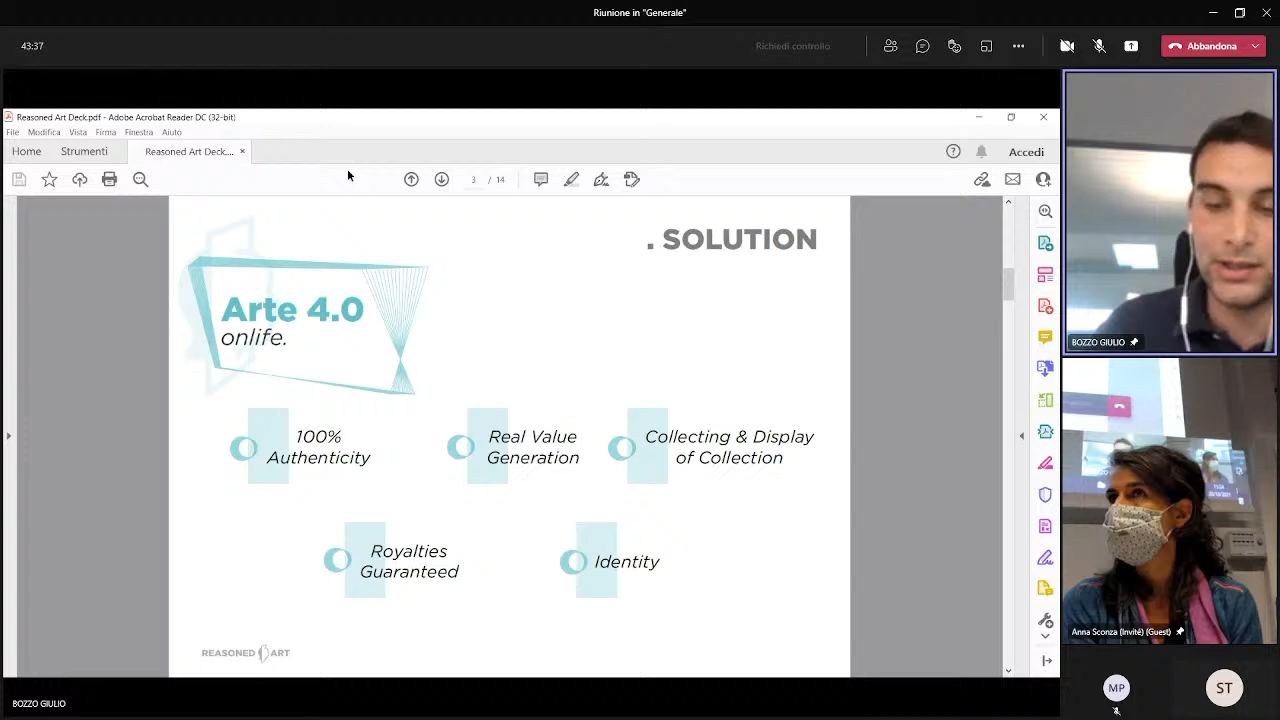 Riunione in "Generale"
43:37
Richiedi controllo
Abbandona
Reasoned Art Deck.pdf - Adobe Acrobat Reader DC (32-bit)
File Modifica Vista Firma Finestra Aiuto
Home Strumenti Reasoned Art Deck.... Accedi
3 / 14
. SOLUTION
Arte 4.0
onlife.
100%
Authenticity
Real Value
Generation
Collecting & Display
of Collection
Royalties
Guaranteed
Identity
REASONED ART
BOZZO GIULIO
BOZZO GIULIO
Anna Sconza (Invité) (Guest)
MP
ST